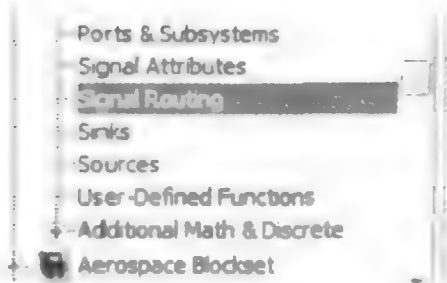 Ports & Subsystems
Signal Attributes
Signal Routing
Sinks
Sources
User-Defined Functions
Additional Math & Discrete
Aerospace Blockset